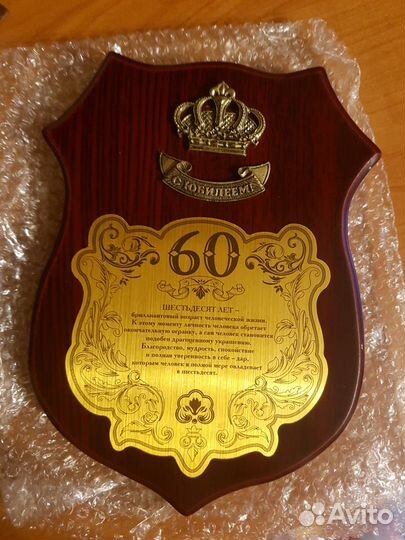 С ЮБИЛЕЕМ!
60
ШЕСТЬДЕСЯТ ЛЕТ –
бриллиантовый возраст человеческой жизни.
К этому моменту личность человека обретает
окончательную огранку, а сам человек становится
подобен драгоценному украшению.
Благородство, мудрость, спокойствие
и полная уверенность в себе – дар,
которым человек в полной мере овладевает
в шестьдесят.
Avito